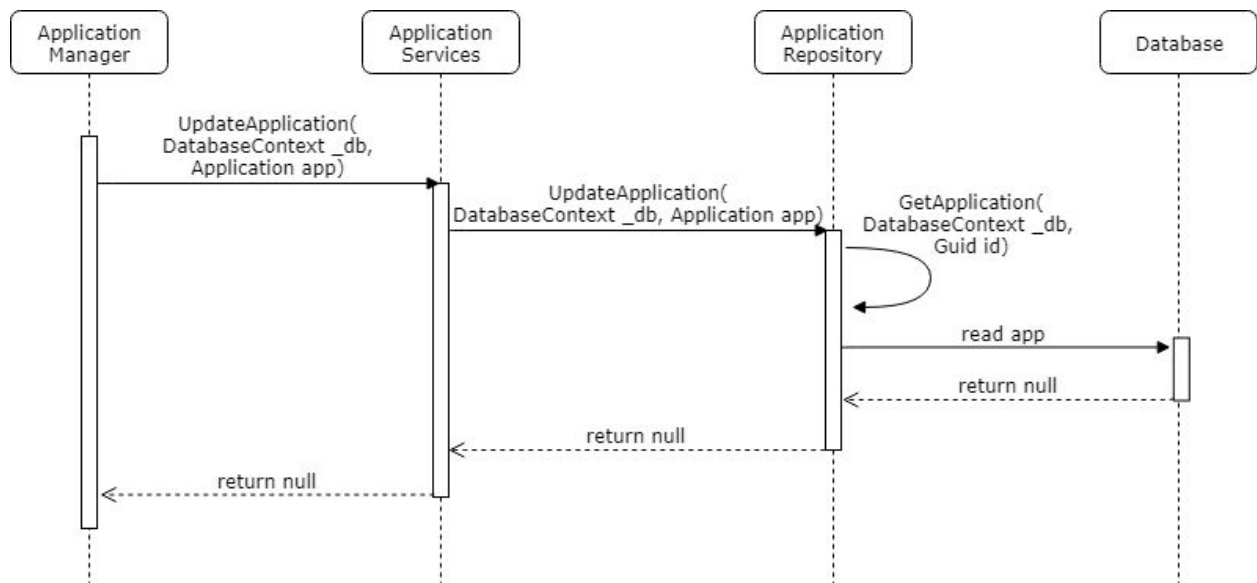 Application
Manager
Application
Services
Application
Repository
Database
UpdateApplication(
DatabaseContext _db,
Application app)
UpdateApplication(
DatabaseContext _db, Application app)
GetApplication(
DatabaseContext _db,
Guid id)
read app
return null
return null
return null